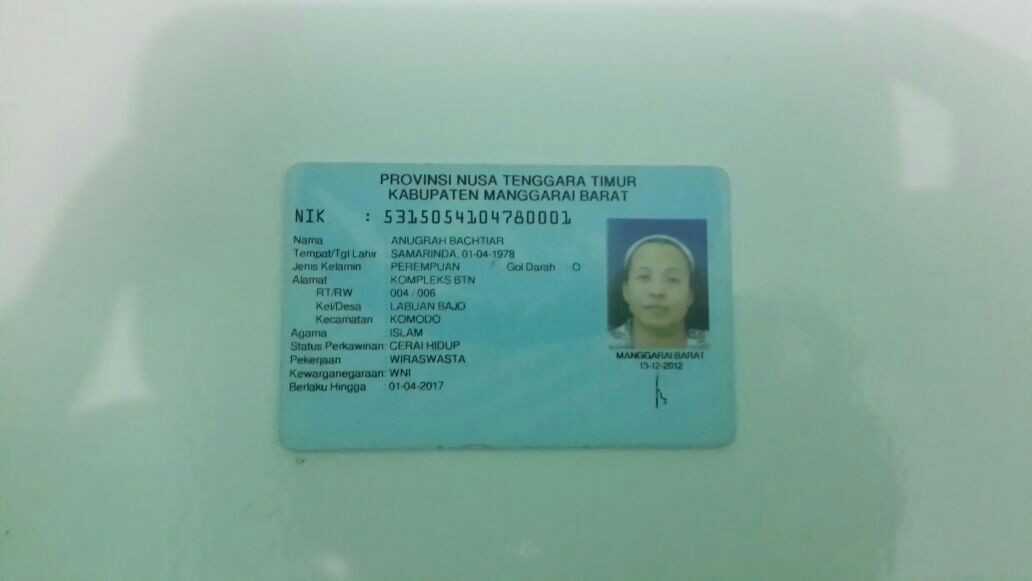 PROVINSI NUSA TENGGARA TIMUR
KABUPATEN MANGGARAI BARAT
NIK : 5315054104780001
Nama : ANUGRAH BACHTIAR
Tempat/Tgl Lahir : SAMARINDA, 01-04-1978
Jenis Kelamin : PEREMPUAN Gol Darah : O
Alamat : KOMPLEKS BTN
RT/RW : 004 / 006
Kel/Desa : LABUAN BAJO
Kecamatan : KOMODO
Agama : ISLAM
Status Perkawinan: CERAI HIDUP
Pekerjaan : WIRASWASTA
Kewarganegaraan: WNI
Berlaku Hingga : 01-04-2017
MANGGARAI BARAT
13-12-2012